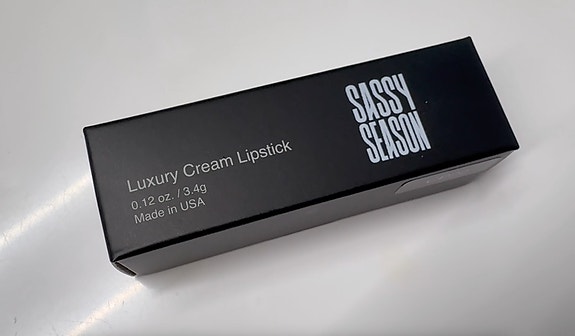 Luxury Cream Lipstick
0.12 oz. / 3.4g
Made in USA
SASSY
SEASON